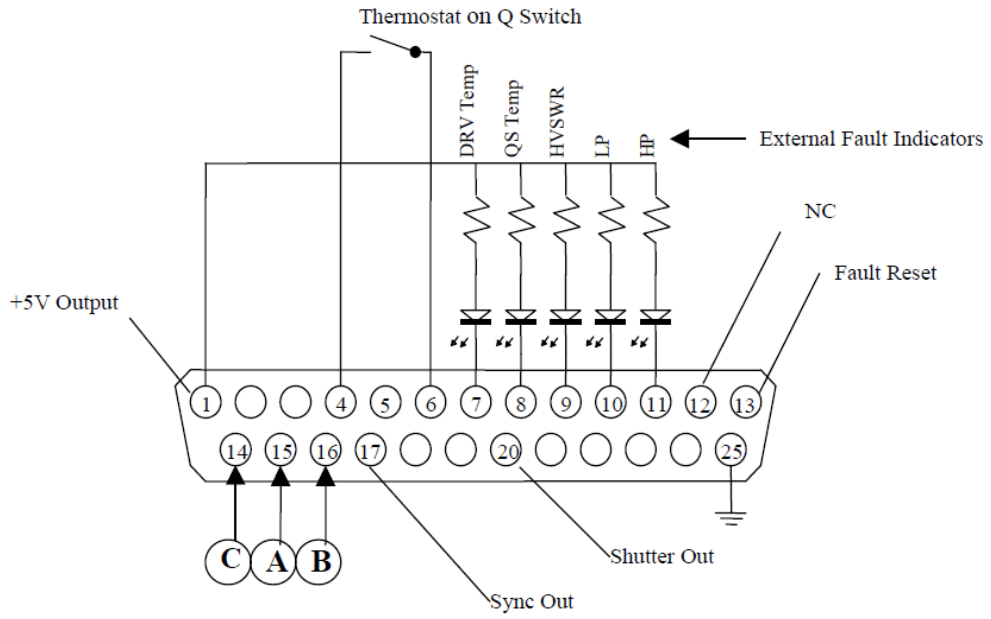 Thermostat on Q Switch
DRV Temp
QS Temp
HVSWR
LP
HP
External Fault Indicators
NC
Fault Reset
+5V Output
1 4 5 6 7 8 9 10 11 12 13
14 15 16 17 20 25
C A B
Shutter Out
Sync Out